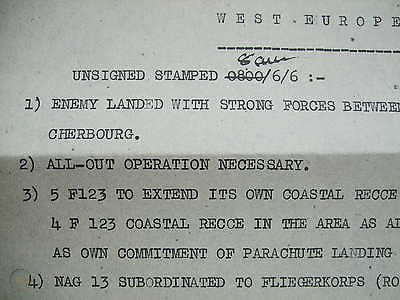 WEST EUROPE
UNSIGNED STAMPED 0800/6/6 :-
1) ENEMY LANDED WITH STRONG FORCES BETWEEN
CHERBOURG.
2) ALL-OUT OPERATION NECESSARY.
3) 5 F123 TO EXTEND ITS OWN COASTAL RECCE
4 F 123 COASTAL RECCE IN THE AREA AS AL
AS OWN COMMITMENT OF PARACHUTE LANDING
4) NAG 13 SUBORDINATED TO FLIEGERKORPS (RO